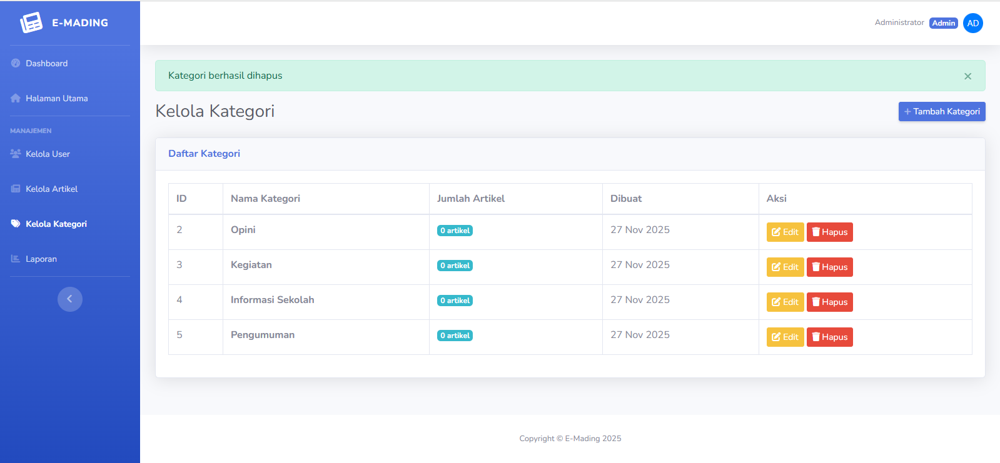 E-MADING
Administrator Admin AD
Dashboard
Halaman Utama
MANAJEMEN
Kelola User
Kelola Artikel
Kelola Kategori
Laporan
Kategori berhasil dihapus ×
Kelola Kategori
+ Tambah Kategori
Daftar Kategori
ID Nama Kategori Jumlah Artikel Dibuat Aksi
2 Opini 0 artikel 27 Nov 2025 Edit Hapus
3 Kegiatan 0 artikel 27 Nov 2025 Edit Hapus
4 Informasi Sekolah 0 artikel 27 Nov 2025 Edit Hapus
5 Pengumuman 0 artikel 27 Nov 2025 Edit Hapus
Copyright © E-Mading 2025